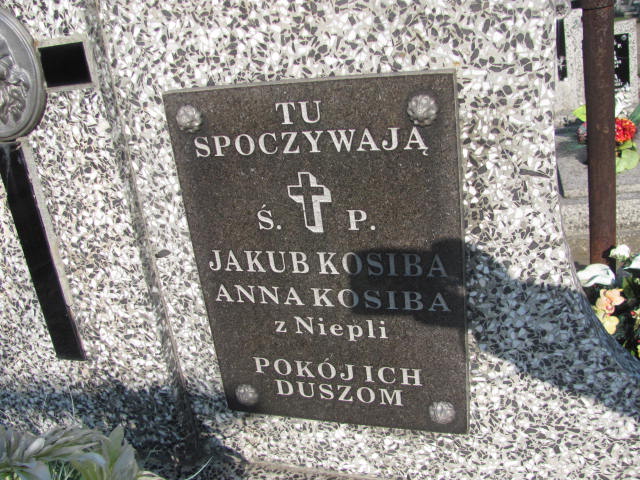 TU
SPOCZYWAJĄ
Ś. P.
JAKUB KOSIBA
ANNA KOSIBA
z Niepli
POKÓJ ICH
DUSZOM